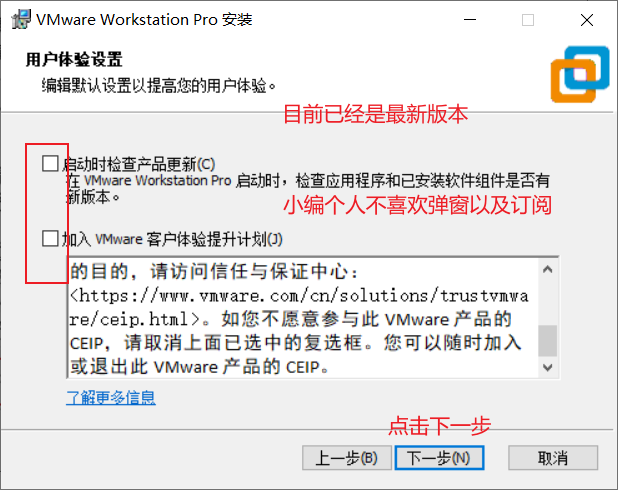 VMware Workstation Pro 安装
用户体验设置
编辑默认设置以提高您的用户体验。
目前已经是最新版本
启动时检查产品更新(C)
在 VMware Workstation Pro 启动时，检查应用程序和已安装软件组件是否有
新版本。
小编个人不喜欢弹窗以及订阅
加入 VMware 客户体验提升计划(J)
的目的，请访问信任与保证中心：
<https://www.vmware.com/cn/solutions/trustvmwa
re/ceip.html>。如您不愿意参与此 VMware 产品的
CEIP，请取消上面已选中的复选框。您可以随时加入
或退出此 VMware 产品的 CEIP。
了解更多信息
点击下一步
上一步(B)
下一步(N)
取消